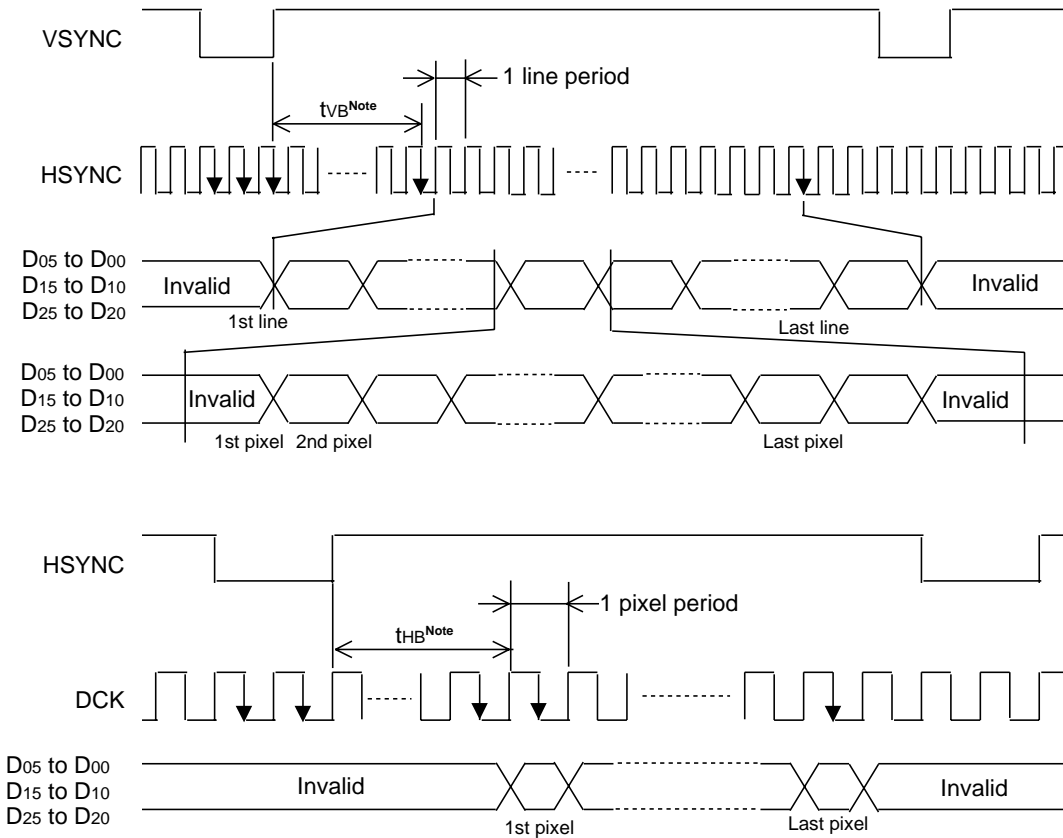 VSYNC
1 line period
tVBNote
HSYNC
D05 to D00
D15 to D10
D25 to D20
Invalid
Invalid
1st line
Last line
D05 to D00
D15 to D10
D25 to D20
Invalid
Invalid
1st pixel
2nd pixel
Last pixel
HSYNC
1 pixel period
tHBNote
DCK
D05 to D00
D15 to D10
D25 to D20
Invalid
Invalid
1st pixel
Last pixel